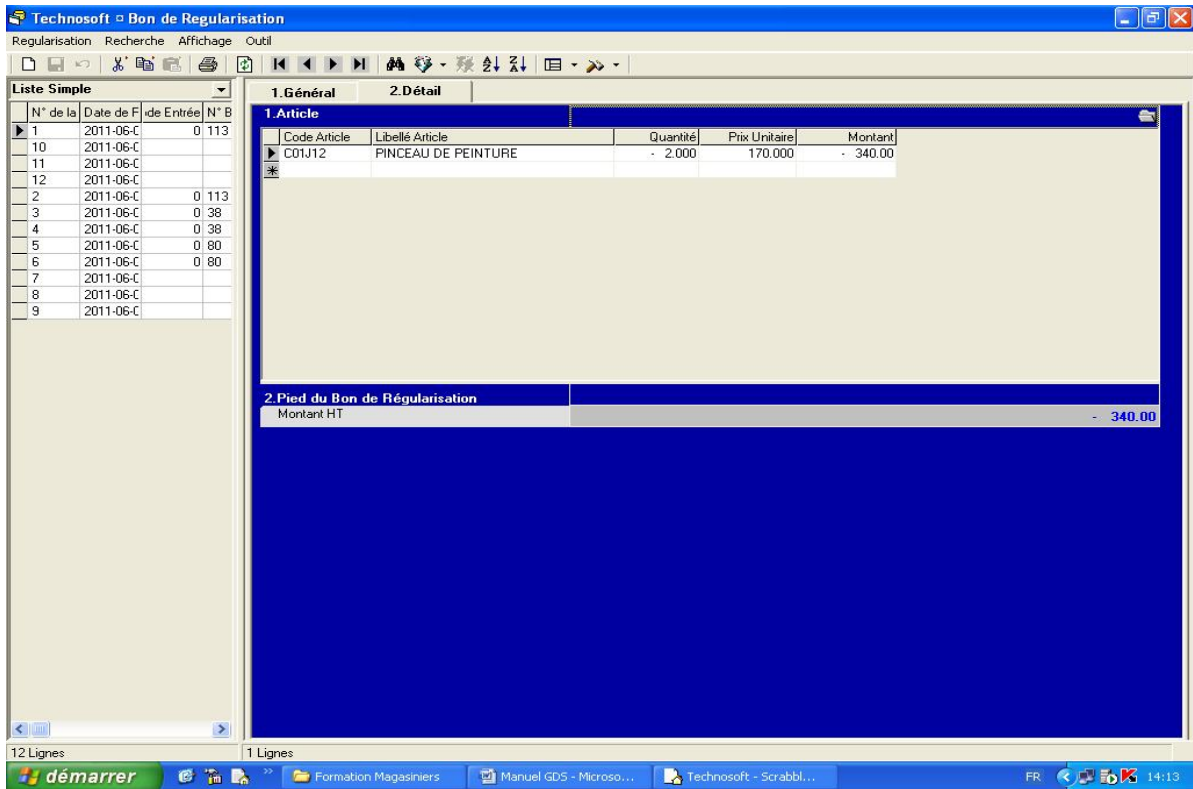 Technosoft ¤ Bon de Regularisation
Regularisation Recherche Affichage Outil
Liste Simple
N° de la Date de F de Entrée N° B
1 2011-06-0 0 113
10 2011-06-0
11 2011-06-0
12 2011-06-0
2 2011-06-0 0 113
3 2011-06-0 0 38
4 2011-06-0 0 38
5 2011-06-0 0 80
6 2011-06-0 0 80
7 2011-06-0
8 2011-06-0
9 2011-06-0
12 Lignes
1.Général 2.Détail
1.Article
Code Article Libellé Article Quantité Prix Unitaire Montant
C01J12 PINCEAU DE PEINTURE - 2.000 170.000 - 340.00
2.Pied du Bon de Régularisation
Montant HT - 340.00
1 Lignes
démarrer Formation Magasiniers Manuel GDS - Microso... Technosoft - Scrabbl... FR 14:13